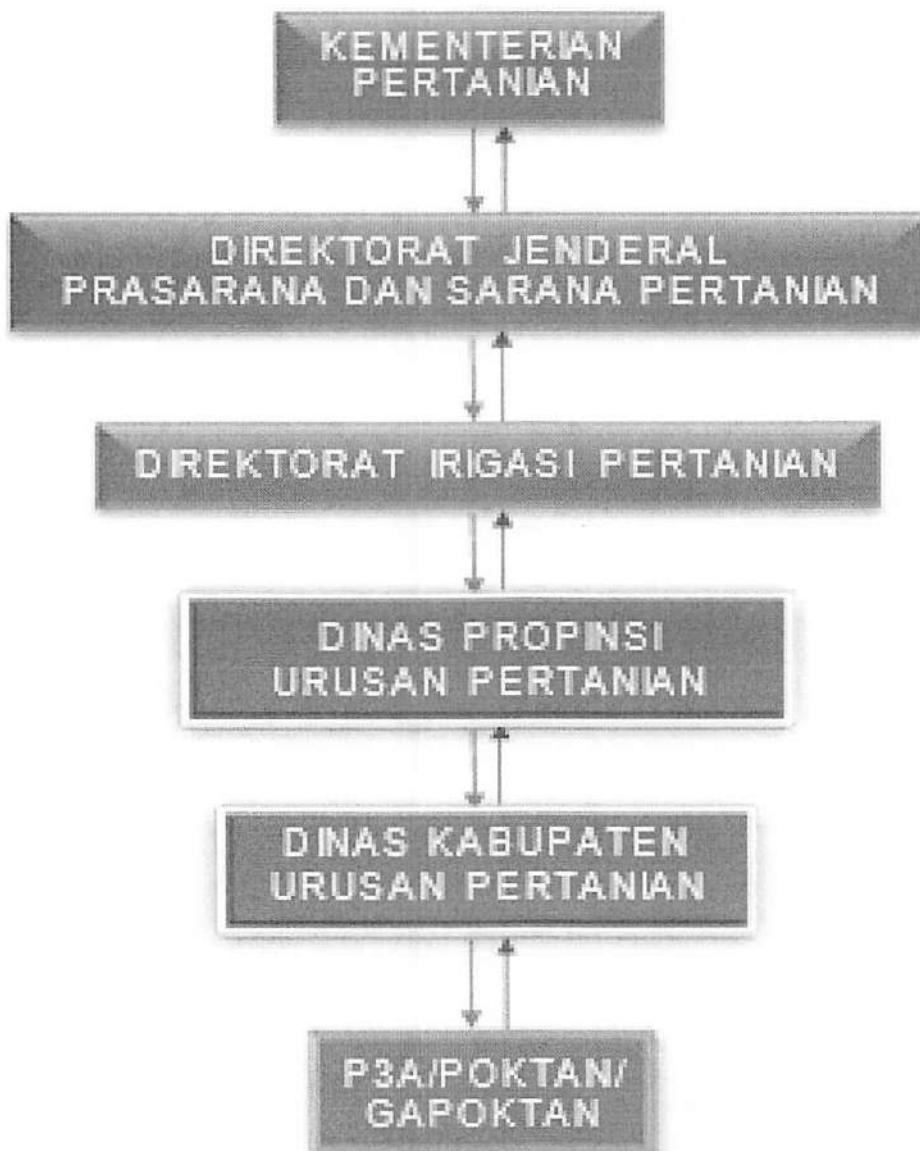 KEMENTERIAN
PERTANIAN
DIREKTORAT JENDERAL
PRASARANA DAN SARANA PERTANIAN
DIREKTORAT IRIGASI PERTANIAN
DINAS PROPINSI
URUSAN PERTANIAN
DINAS KABUPATEN
URUSAN PERTANIAN
P3A/POKTAN/
GAPOKTAN